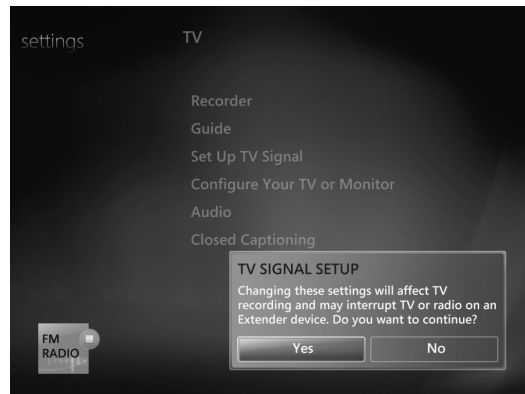 settings
TV
Recorder
Guide
Set Up TV Signal
Configure Your TV or Monitor
Audio
Closed Captioning
TV SIGNAL SETUP
Changing these settings will affect TV
recording and may interrupt TV or radio on an
Extender device. Do you want to continue?
Yes
No
FM
RADIO